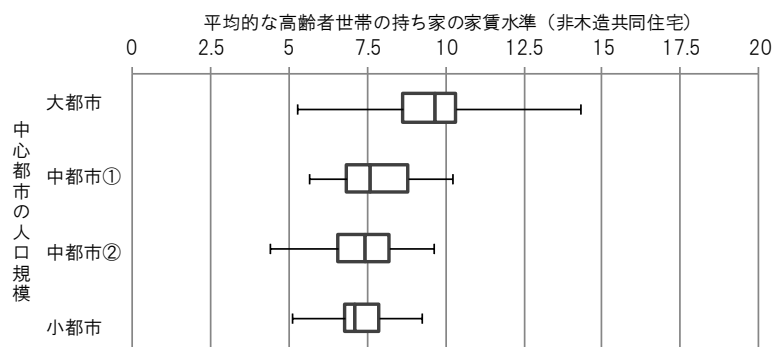 平均的な高齢者世帯の持ち家の家賃水準（非木造共同住宅）
0 2.5 5 7.5 10 12.5 15 17.5 20
中心都市の人口規模
大都市
中都市①
中都市②
小都市